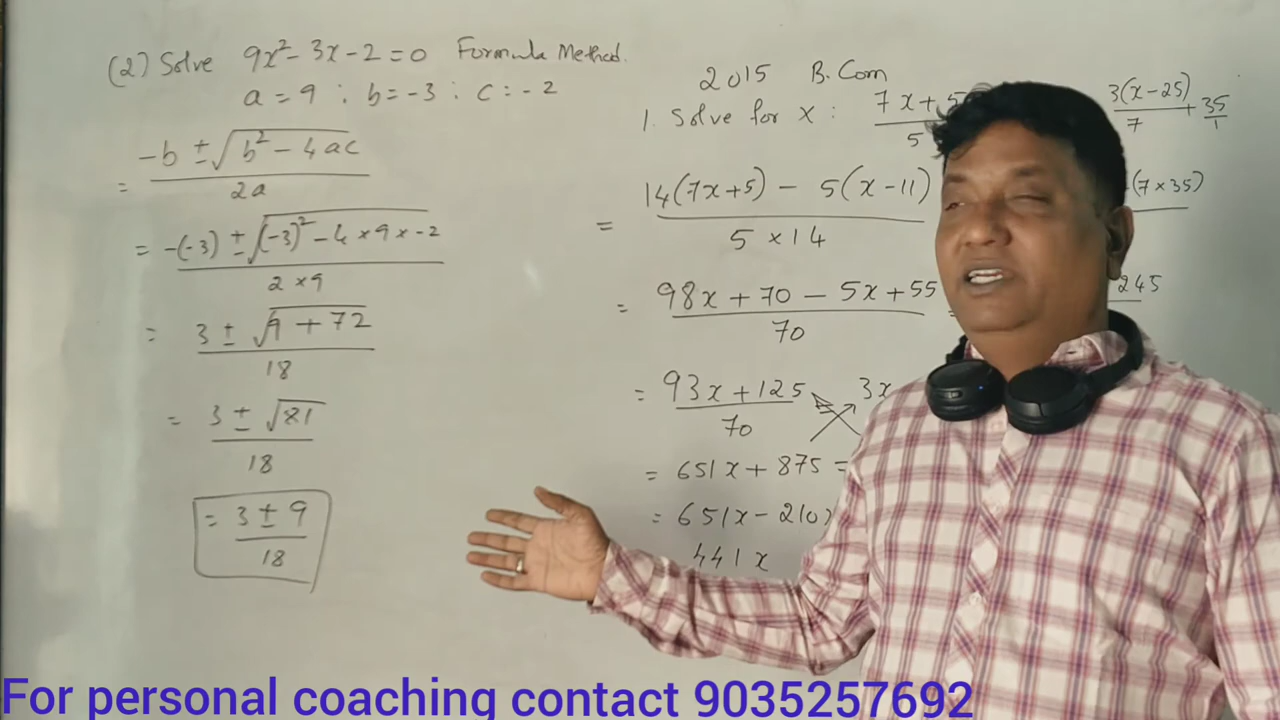 (2) Solve 9x² - 3x - 2 = 0 Formula Method.
a = 9 : b = -3 : c = -2
= -b ± √b² - 4ac / 2a
= -(-3) ± √(-3)² - 4 × 9 × -2 / 2 × 9
= 3 ± √9 + 72 / 18
= 3 ± √81 / 18
= 3 ± 9 / 18
2015 B.Com
1. Solve for x : 7x + 5 / 5 3(x - 25) / 7 + 35 / 1
= 14(7x+5) - 5(x-11) / 5 × 14 (7 × 35)
= 98x + 70 - 5x + 55 / 70 245
= 93x + 125 / 70 3x
= 651x + 875 =
= 651x - 210x
441x
For personal coaching contact 9035257692